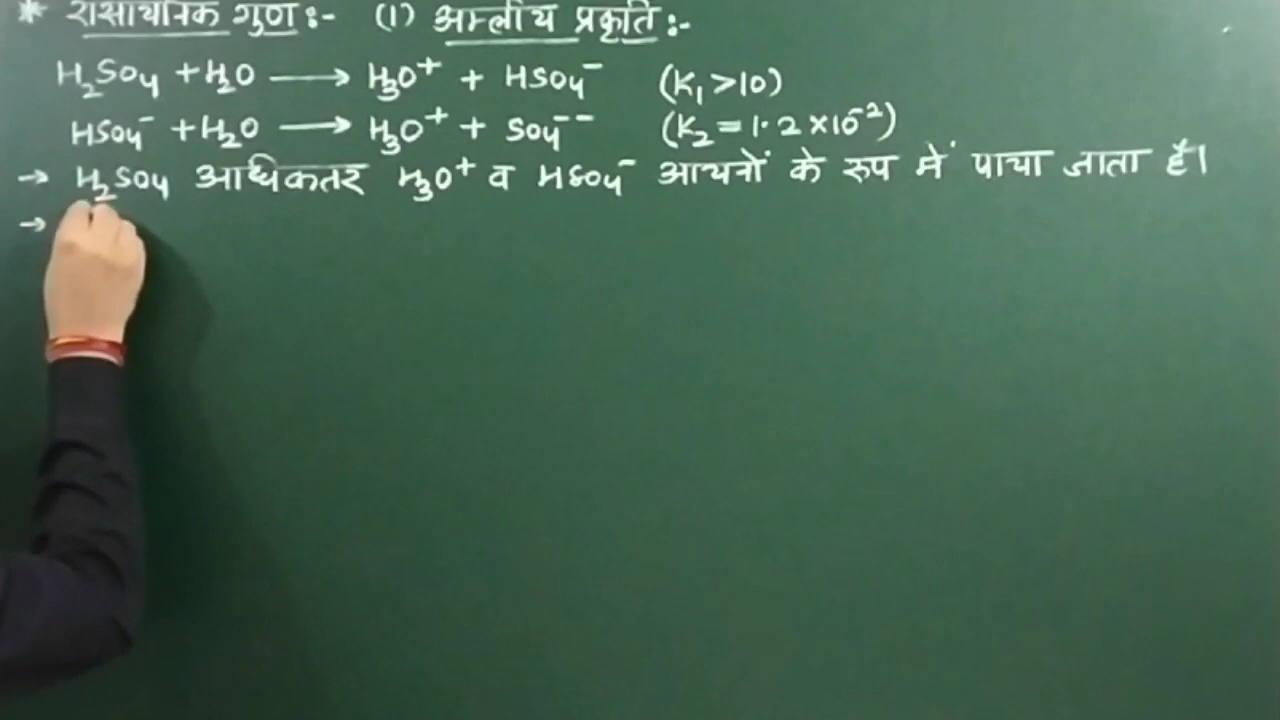 * रासायनिक गुण:- (1) अम्लीय प्रकृति:-
H₂SO₄ + H₂O ⟶ H₃O⁺ + HSO₄⁻ (K₁ > 10)
HSO₄⁻ + H₂O ⟶ H₃O⁺ + SO₄⁻⁻ (K₂ = 1.2 × 10⁻²)
→ H₂SO₄ अधिकतर H₃O⁺ व HSO₄⁻ आयनों के रुप में पाया जाता है।
→